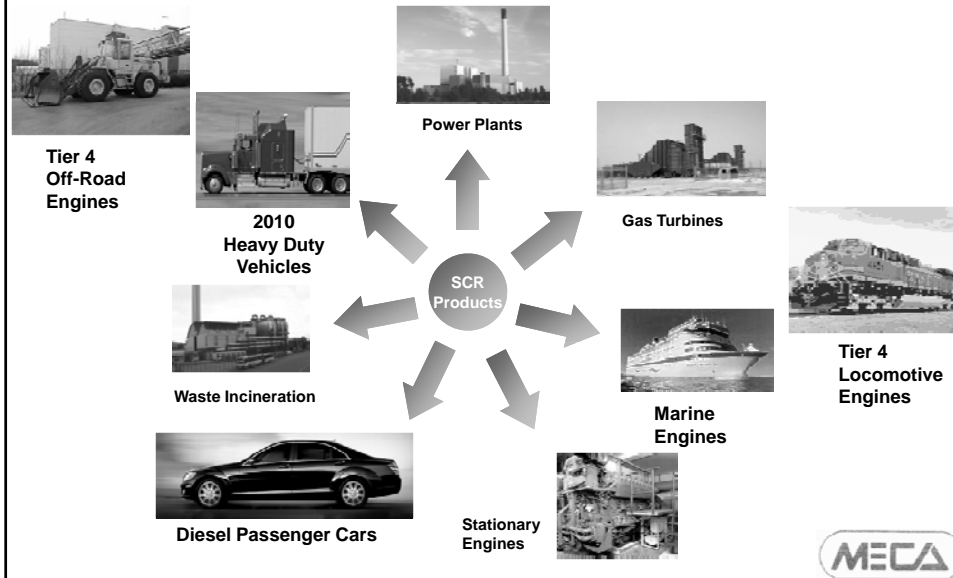 Power Plants
Tier 4
Off-Road
Engines
2010
Heavy Duty
Vehicles
Gas Turbines
SCR
Products
Waste Incineration
Marine
Engines
Tier 4
Locomotive
Engines
Diesel Passenger Cars
Stationary
Engines
MECA